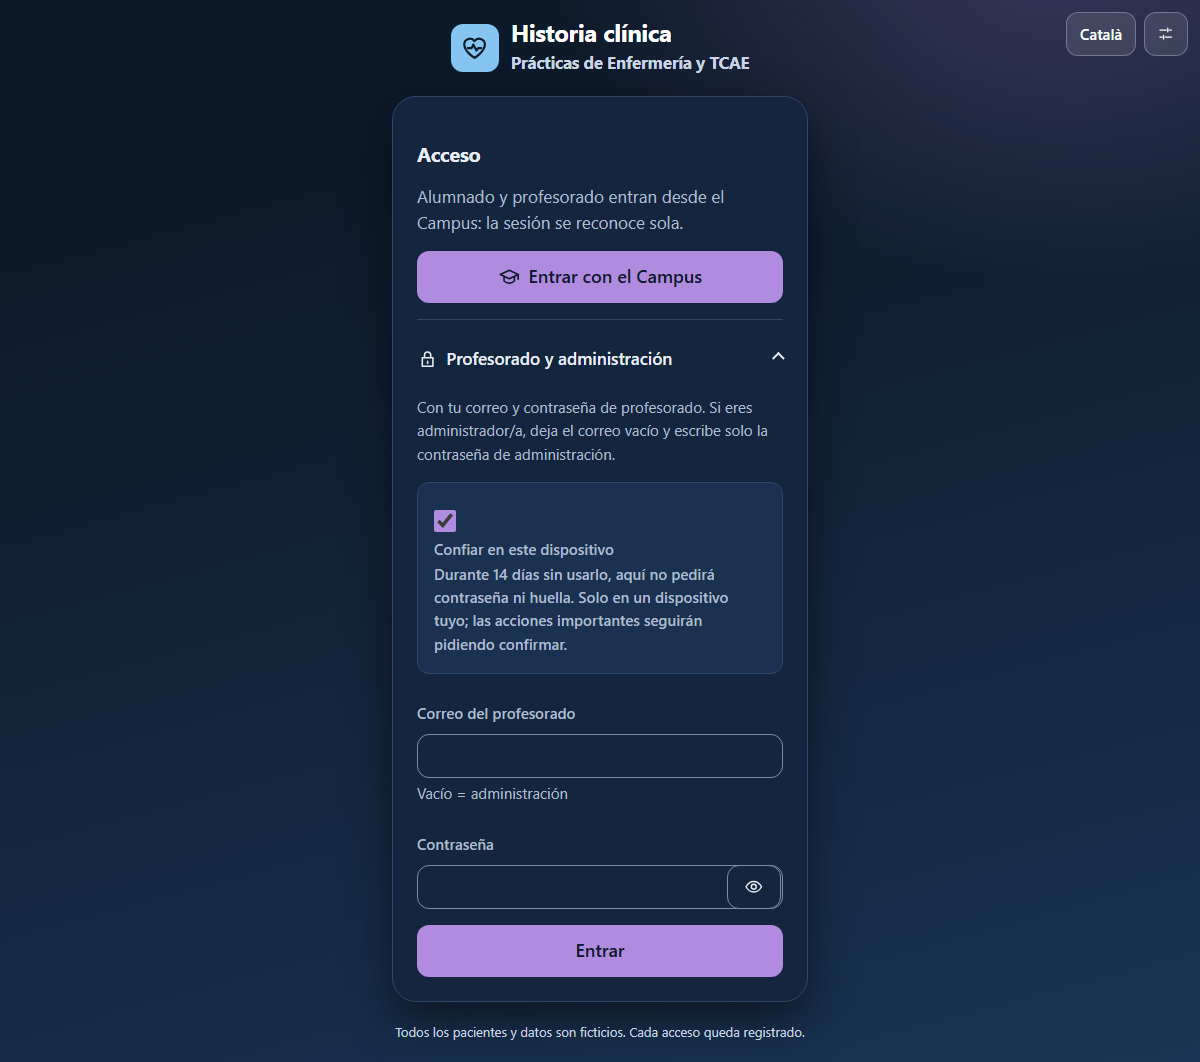 Historia clínica
Prácticas de Enfermería y TCAE
Català
Acceso
Alumnado y profesorado entran desde el
Campus: la sesión se reconoce sola.
Entrar con el Campus
Profesorado y administración
Con tu correo y contraseña de profesorado. Si eres
administrador/a, deja el correo vacío y escribe solo la
contraseña de administración.
Confiar en este dispositivo
Durante 14 días sin usarlo, aquí no pedirá
contraseña ni huella. Solo en un dispositivo
tuyo; las acciones importantes seguirán
pidiendo confirmar.
Correo del profesorado
Vacío = administración
Contraseña
Entrar
Todos los pacientes y datos son ficticios. Cada acceso queda registrado.